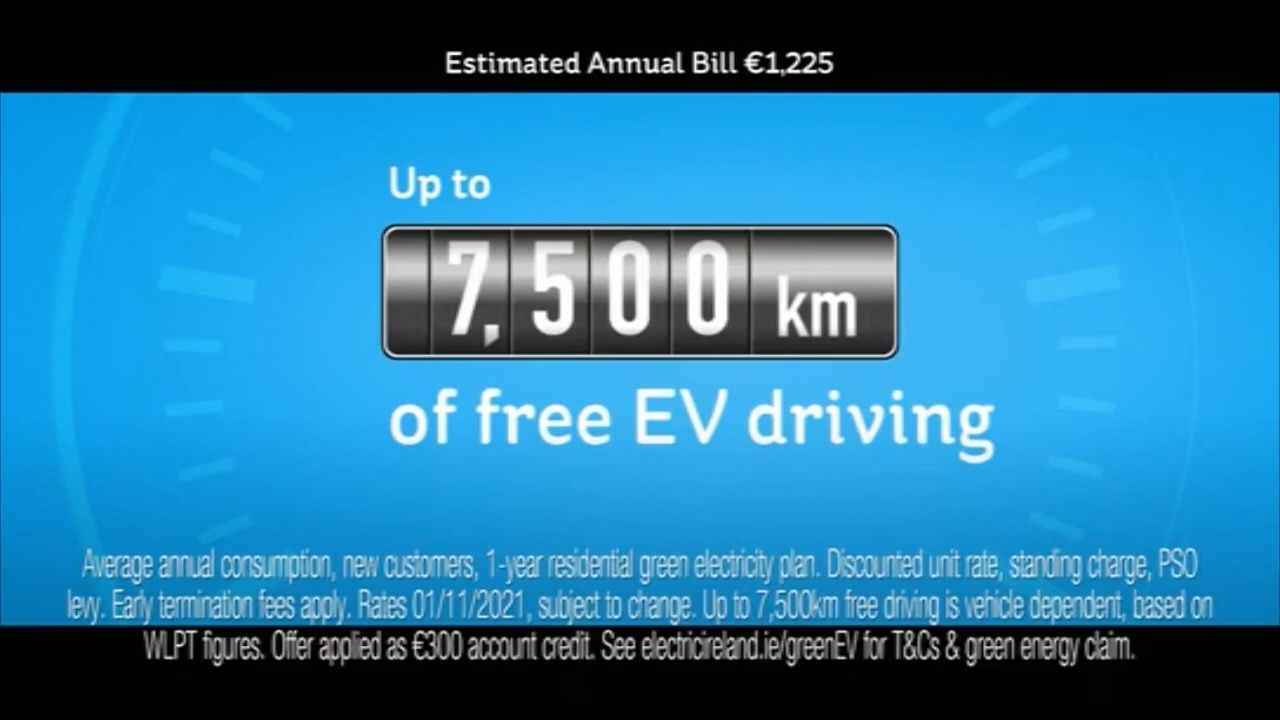 Estimated Annual Bill €1,225
Up to
7,500 km
of free EV driving
Average annual consumption, new customers, 1-year residential green electricity plan. Discounted unit rate, standing charge, PSO
levy. Early termination fees apply. Rates 01/11/2021, subject to change. Up to 7,500km free driving is vehicle dependent, based on
WLPT figures. Offer applied as €300 account credit. See electricireland.ie/greenEV for T&Cs & green energy claim.